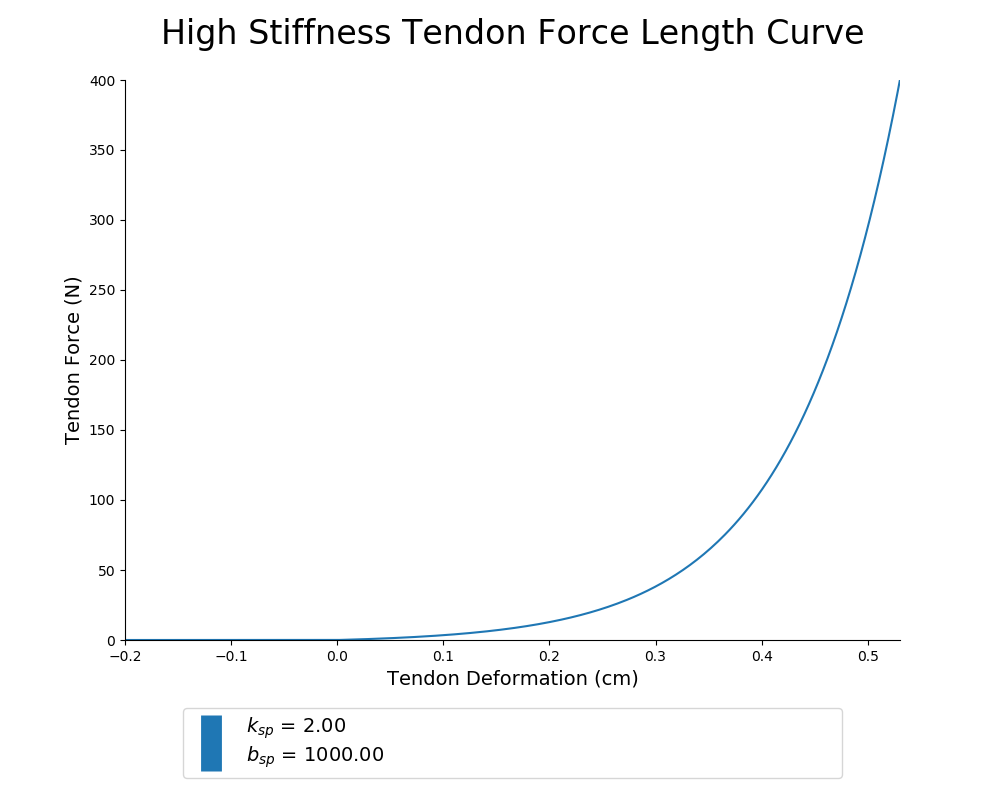 High Stiffness Tendon Force Length Curve
400
350
300
250
200
150
100
50
0
Tendon Force (N)
−0.2 −0.1 0.0 0.1 0.2 0.3 0.4 0.5
Tendon Deformation (cm)
k_sp = 2.00
b_sp = 1000.00